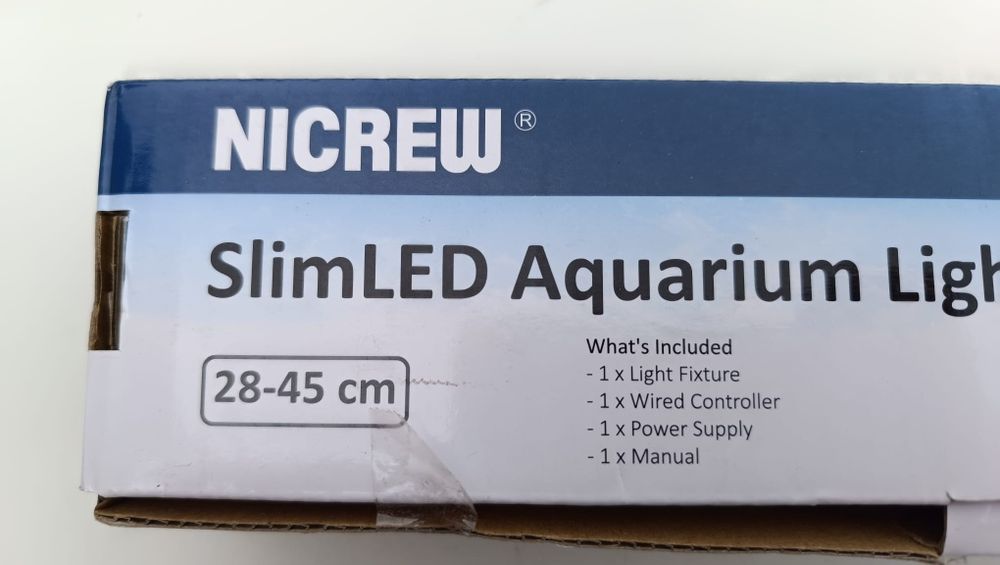 NICREW®
SlimLED Aquarium Ligh
28-45 cm
What's Included
- 1 x Light Fixture
- 1 x Wired Controller
- 1 x Power Supply
- 1 x Manual